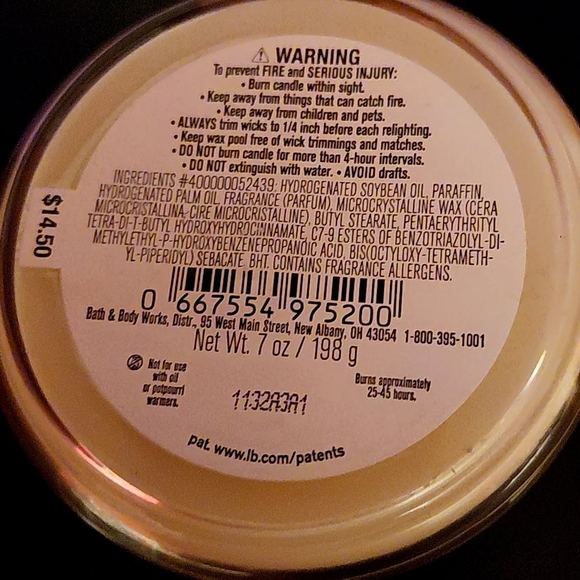 ⚠ WARNING
To prevent FIRE and SERIOUS INJURY:
• Burn candle within sight.
• Keep away from things that can catch fire.
• Keep away from children and pets.
• ALWAYS trim wicks to 1/4 inch before each relighting.
• Keep wax pool free of wick trimmings and matches.
• DO NOT burn candle for more than 4-hour intervals.
• DO NOT extinguish with water. • AVOID drafts.
INGREDIENTS #400000052439: HYDROGENATED SOYBEAN OIL, PARAFFIN,
HYDROGENATED PALM OIL, FRAGRANCE (PARFUM), MICROCRYSTALLINE WAX (CERA
MICROCRISTALLINA, CIRE MICROCRISTALLINE), BUTYL STEARATE, PENTAERYTHRITYL
TETRA-DI-T-BUTYL HYDROXYHYDROCINNAMATE, C7-9 ESTERS OF BENZOTRIAZOLYL-DI-
METHYLETHYL-P-HYDROXYBENZENEPROPANOIC ACID, BIS(OCTYLOXY-TETRAMETH-
YL-PIPERIDYL) SEBACATE, BHT. CONTAINS FRAGRANCE ALLERGENS.
$14.50
0 667554 975200
Bath & Body Works, Distr., 95 West Main Street, New Albany, OH 43054 1-800-395-1001
Net Wt. 7 oz / 198 g
Not for use
with oil
or potpourri
warmers.
1132A3A1
Burns approximately
25-45 hours.
pat. www.lb.com/patents